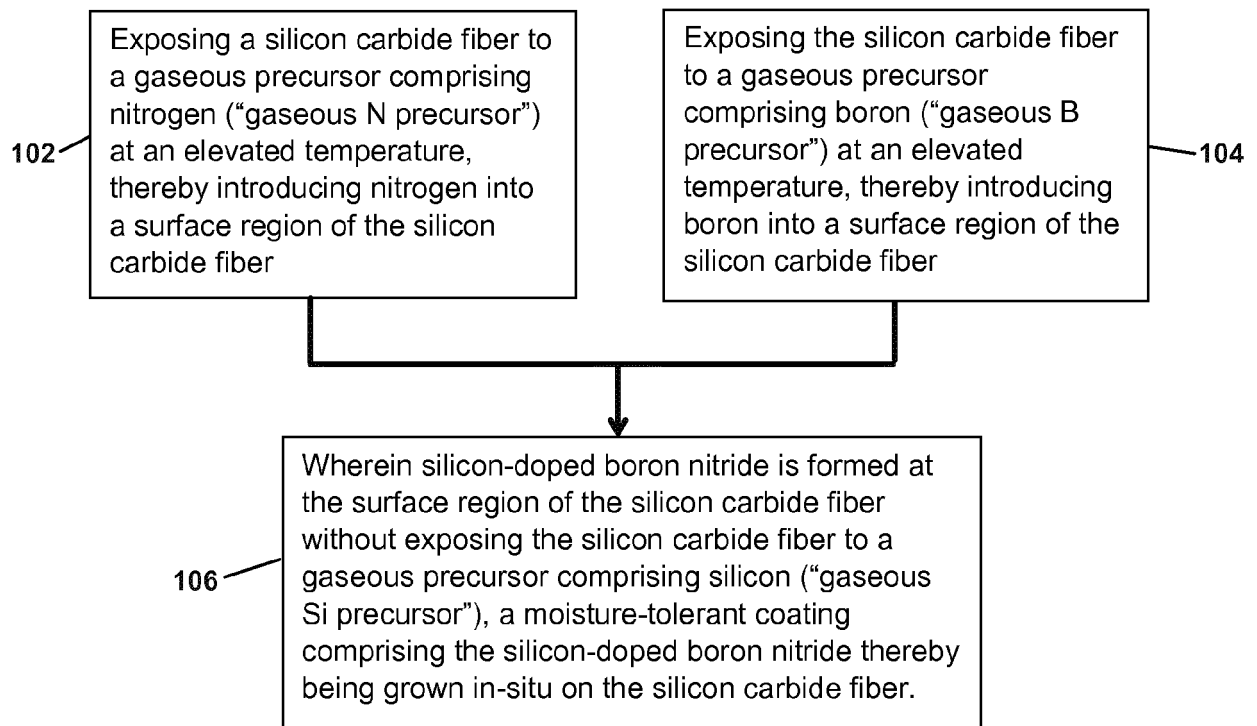 Exposing a silicon carbide fiber to
a gaseous precursor comprising
nitrogen (“gaseous N precursor”)
at an elevated temperature,
thereby introducing nitrogen into
a surface region of the silicon
carbide fiber
102
Exposing the silicon carbide fiber
to a gaseous precursor
comprising boron (“gaseous B
precursor”) at an elevated
temperature, thereby introducing
boron into a surface region of the
silicon carbide fiber
104
Wherein silicon-doped boron nitride is formed at
the surface region of the silicon carbide fiber
without exposing the silicon carbide fiber to a
gaseous precursor comprising silicon (“gaseous
Si precursor”), a moisture-tolerant coating
comprising the silicon-doped boron nitride thereby
being grown in-situ on the silicon carbide fiber.
106